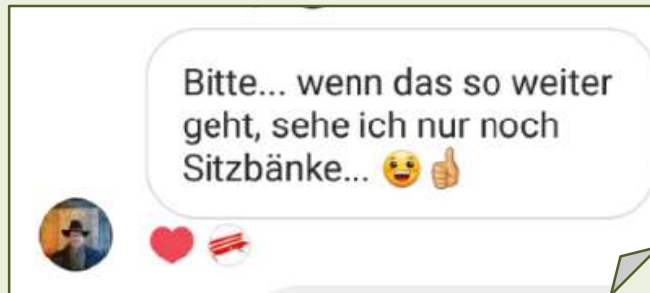 Bitte... wenn das so weiter
geht, sehe ich nur noch
Sitzbänke... 😀👍